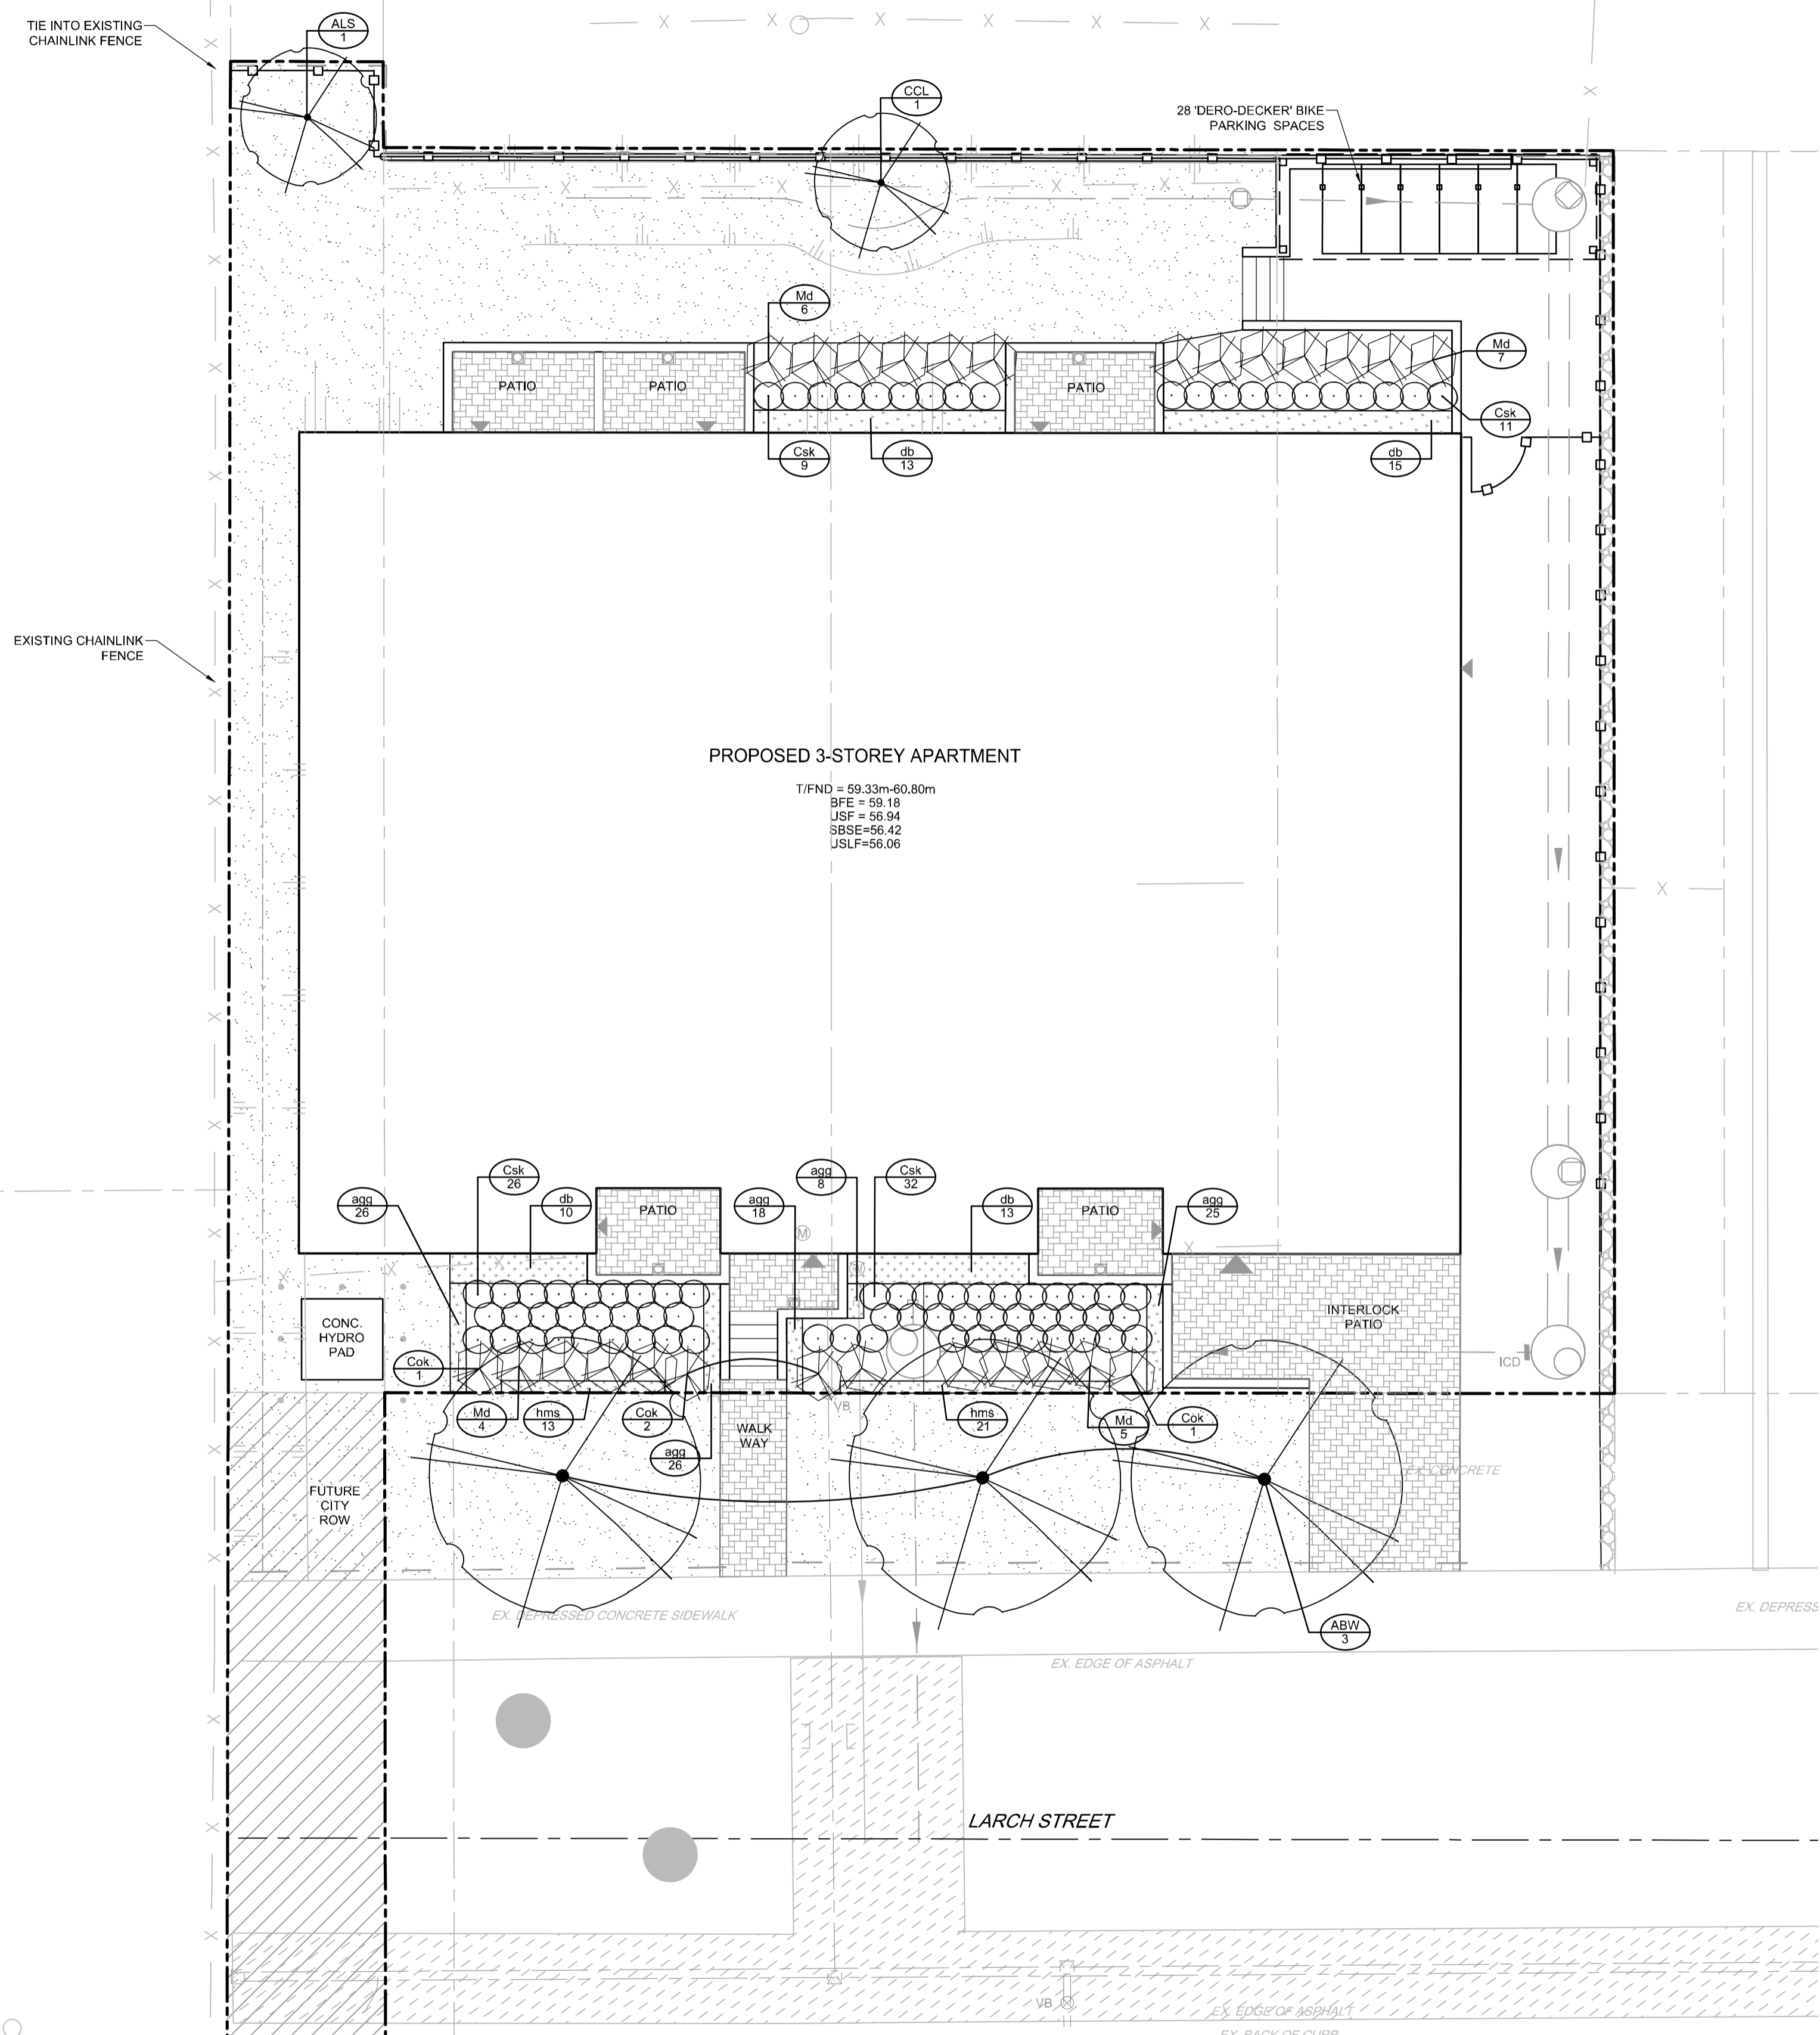 TIE INTO EXISTING
CHAINLINK FENCE
ALS
1
CCL
1
28 'DERO-DECKER' BIKE
PARKING SPACES
Md
6
Md
7
PATIO
PATIO
PATIO
Csk
11
Csk
9
db
13
db
15
EXISTING CHAINLINK
FENCE
PROPOSED 3-STOREY APARTMENT
T/FND = 59.33m-60.80m
BFE = 59.18
USF = 56.94
SBSE=56.42
USLF=56.06
Csk
26
agg
8
Csk
32
agg
26
db
10
PATIO
agg
18
db
13
PATIO
agg
25
M
M
CONC.
HYDRO
PAD
INTERLOCK
PATIO
ICD
Cok
1
VB
Md
4
hms
13
Cok
2
hms
21
Md
5
Cok
1
WALK
WAY
agg
26
EX. CONCRETE
FUTURE
CITY
ROW
EX. DEPRESSED CONCRETE SIDEWALK
EX. DEPRESS
ABW
3
EX. EDGE OF ASPHALT
LARCH STREET
VB
EX. EDGE OF ASPHALT
EX. BACK OF CURB